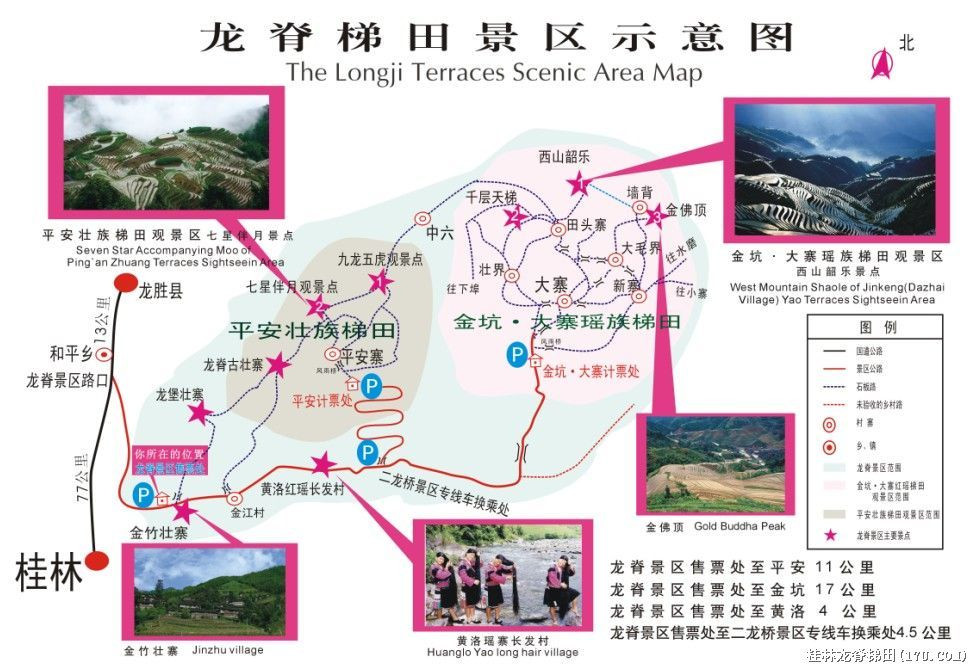 龙脊梯田景区示意图
The Longji Terraces Scenic Area Map
北
平安壮族梯田观景区 七星伴月景点
Seven Star Accompanying Moo of
Ping`an Zhuang Terraces Sightseein Area
西山韶乐
1
千层天梯
2
墙背
3
金佛顶
中六
田头寨
大毛界
往水磨
壮界
大寨
新寨
往小寨
往下埠
金坑·大寨瑶族梯田
风雨桥
P
金坑·大寨计票处
金坑·大寨瑶族梯田观景区
西山韶乐景点
West Mountain Shaole of Jinkeng(Dazhai
Village) Yao Terraces Sightseein Area
九龙五虎观景点
1
七星伴月观景点
2
平安壮族梯田
龙脊古壮寨
平安寨
风雨桥
平安计票处
P
P
龙堡壮寨
龙胜县
13公里
和平乡
龙脊景区路口
77公里
桂林
你所在的位置
龙脊景区售票处
P
金竹壮寨
金江村
黄洛红瑶长发村
二龙桥景区专线车换乘处
图例
国道公路
景区公路
石板路
未验收的乡村路
村寨
乡、镇
龙脊景区范围
金坑·大寨红瑶梯田
观景区范围
平安壮族梯田观景区范围
龙脊景区主要景点
金佛顶 Gold Buddha Peak
金竹壮寨 Jinzhu village
黄洛瑶寨长发村
Huanglo Yao long hair village
龙脊景区售票处至平安 11 公里
龙脊景区售票处至金坑 17 公里
龙脊景区售票处至黄洛 4 公里
龙脊景区售票处至二龙桥景区专线车换乘处4.5 公里
桂林龙脊梯田(170.com)